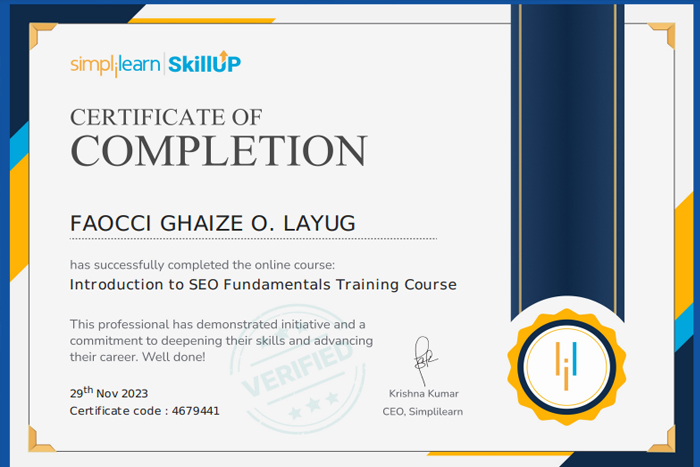 simplilearn | SkillUP
CERTIFICATE OF
COMPLETION
FAOCCI GHAIZE O. LAYUG
has successfully completed the online course:
Introduction to SEO Fundamentals Training Course
This professional has demonstrated initiative and a
commitment to deepening their skills and advancing
their career. Well done!
VERIFIED
29th Nov 2023
Certificate code : 4679441
Krishna Kumar
CEO, Simplilearn